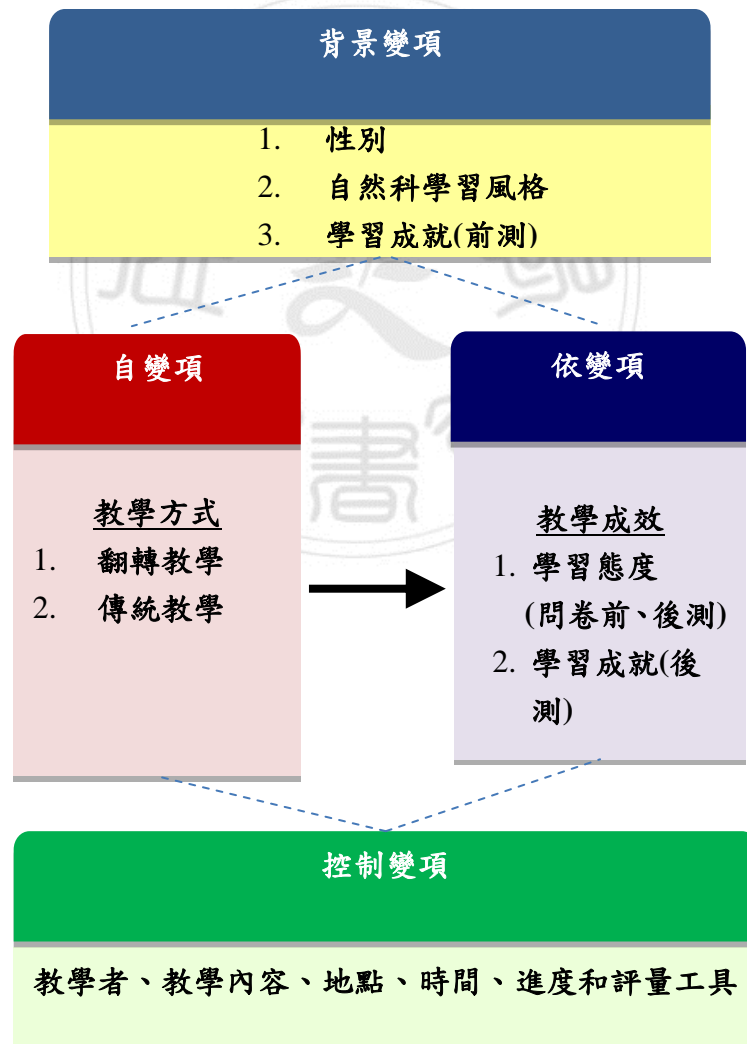 背景變項
1. 性別
2. 自然科學習風格
3. 學習成就(前測)
自變項
教學方式
1. 翻轉教學
2. 傳統教學
依變項
教學成效
1. 學習態度
(問卷前、後測)
2. 學習成就(後
測)
控制變項
教學者、教學內容、地點、時間、進度和評量工具